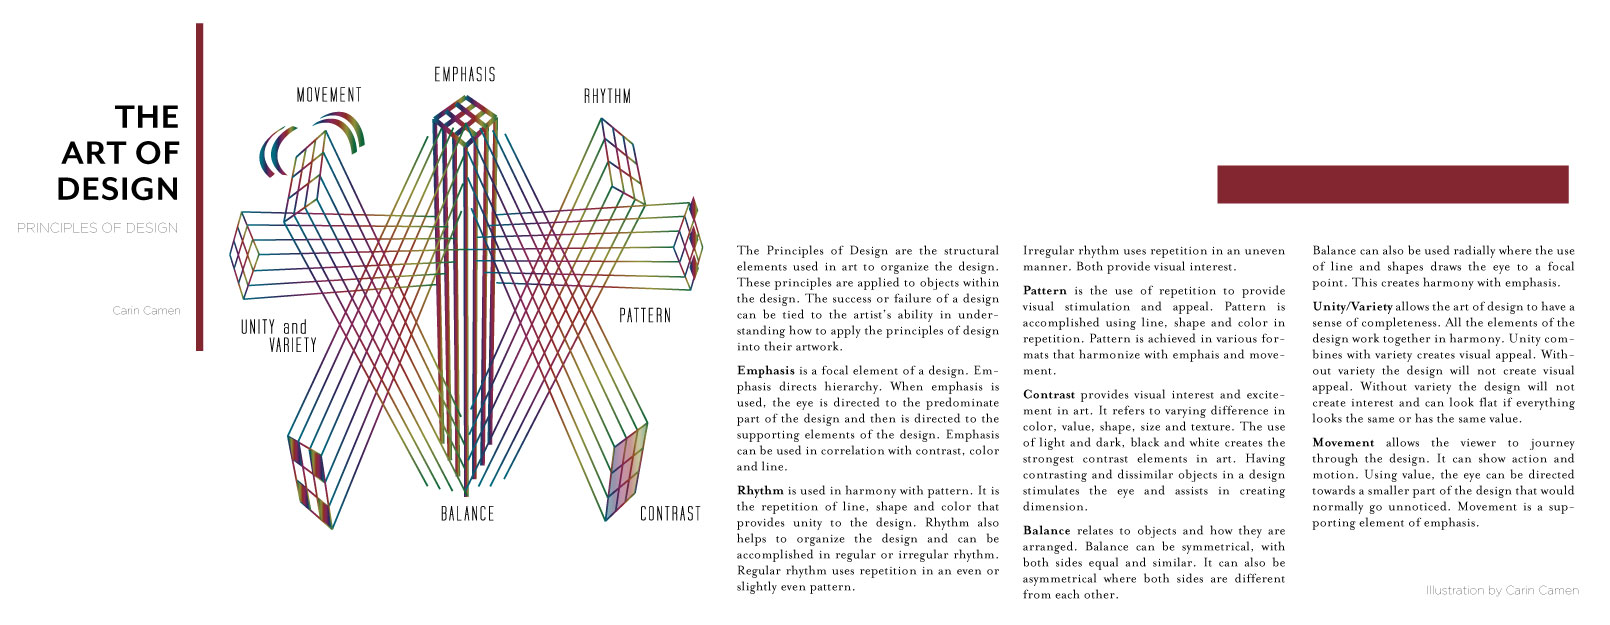 THE
ART OF
DESIGN
PRINCIPLES OF DESIGN
Carin Camen
EMPHASIS
MOVEMENT
RHYTHM
PATTERN
UNITY and
VARIETY
BALANCE
CONTRAST
The Principles of Design are the structural
elements used in art to organize the design.
These principles are applied to objects within
the design. The success or failure of a design
can be tied to the artist's ability in under-
standing how to apply the principles of design
into their artwork.
Emphasis is a focal element of a design. Em-
phasis directs hierarchy. When emphasis is
used, the eye is directed to the predominate
part of the design and then is directed to the
supporting elements of the design. Emphasis
can be used in correlation with contrast, color
and line.
Rhythm is used in harmony with pattern. It is
the repetition of line, shape and color that
provides unity to the design. Rhythm also
helps to organize the design and can be
accomplished in regular or irregular rhythm.
Regular rhythm uses repetition in an even or
slightly even pattern.
Irregular rhythm uses repetition in an uneven
manner. Both provide visual interest.
Pattern is the use of repetition to provide
visual stimulation and appeal. Pattern is
accomplished using line, shape and color in
repetition. Pattern is achieved in various for-
mats that harmonize with emphais and move-
ment.
Contrast provides visual interest and excite-
ment in art. It refers to varying difference in
color, value, shape, size and texture. The use
of light and dark, black and white creates the
strongest contrast elements in art. Having
contrasting and dissimilar objects in a design
stimulates the eye and assists in creating
dimension.
Balance relates to objects and how they are
arranged. Balance can be symmetrical, with
both sides equal and similar. It can also be
asymmetrical where both sides are different
from each other.
Balance can also be used radially where the use
of line and shapes draws the eye to a focal
point. This creates harmony with emphasis.
Unity/Variety allows the art of design to have a
sense of completeness. All the elements of the
design work together in harmony. Unity com-
bines with variety creates visual appeal. With-
out variety the design will not create visual
appeal. Without variety the design will not
create interest and can look flat if everything
looks the same or has the same value.
Movement allows the viewer to journey
through the design. It can show action and
motion. Using value, the eye can be directed
towards a smaller part of the design that would
normally go unnoticed. Movement is a sup-
porting element of emphasis.
Illustration by Carin Camen